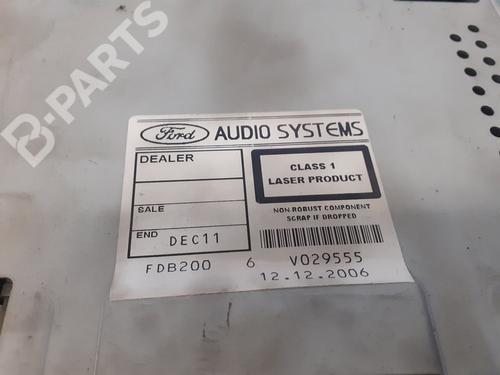 B-PARTS
Ford AUDIO SYSTEMS
DEALER
SALE
END DEC11
CLASS 1
LASER PRODUCT
NON ROBUST COMPONENT
SCRAP IF DROPPED
FDB200 6 V029555
12.12.2006
B-PARTS